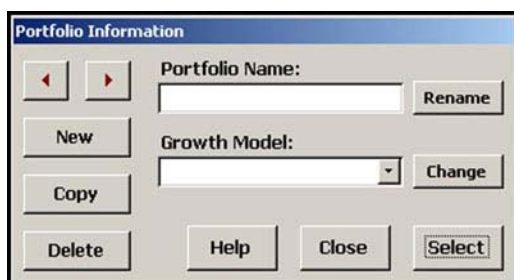 Portfolio Information
Portfolio Name:
Rename
New
Growth Model:
Change
Copy
Delete
Help
Close
Select